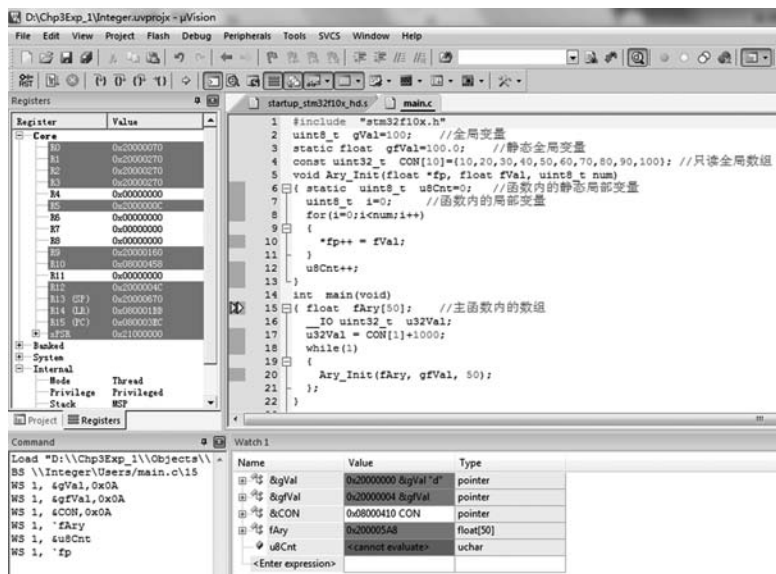 D:\Chp3Exp_1\Integer.uvprojx - µVision
File Edit View Project Flash Debug Peripherals Tools SVCS Window Help
Registers
Register Value
Core
R0 0x20000070
R1 0x20000270
R2 0x20000270
R3 0x20000270
R4 0x00000000
R5 0x2000000C
R6 0x00000000
R7 0x00000000
R8 0x00000000
R9 0x20000160
R10 0x08000458
R11 0x00000000
R12 0x2000004C
R13 (SP) 0x20000670
R14 (LR) 0x080001BB
R15 (PC) 0x080003EC
xPSR 0x21000000
Banked
System
Internal
Mode Thread
Privilege Privileged
Stack MSP
Project Registers
startup_stm32f10x_hd.s main.c
1 #include "stm32f10x.h"
2 uint8_t gVal=100; //全局变量
3 static float gfVal=100.0; //静态全局变量
4 const uint32_t CON[10]={10,20,30,40,50,60,70,80,90,100}; //只读全局数组
5 void Ary_Init(float *fp, float fVal, uint8_t num)
6 { static uint8_t u8Cnt=0; //函数内的静态局部变量
7 uint8_t i=0; //函数内的局部变量
8 for(i=0;i<num;i++)
9 {
10 *fp++ = fVal;
11 }
12 u8Cnt++;
13 }
14 int main(void)
15 { float fAry[50]; //主函数内的数组
16 __IO uint32_t u32Val;
17 u32Val = CON[1]+1000;
18 while(1)
19 {
20 Ary_Init(fAry, gfVal, 50);
21 };
22 }
Command
Load "D:\\Chp3Exp_1\\Objects\\
BS \\Integer\Users/main.c\15
WS 1, &gVal,0x0A
WS 1, &gfVal,0x0A
WS 1, &CON,0x0A
WS 1, `fAry
WS 1, &u8Cnt
WS 1, `fp
Watch 1
Name Value Type
&gVal 0x20000000 &gVal "d" pointer
&gfVal 0x20000004 &gfVal pointer
&CON 0x08000410 CON pointer
fAry 0x200005A8 float[50]
u8Cnt <cannot evaluate> uchar
<Enter expression>